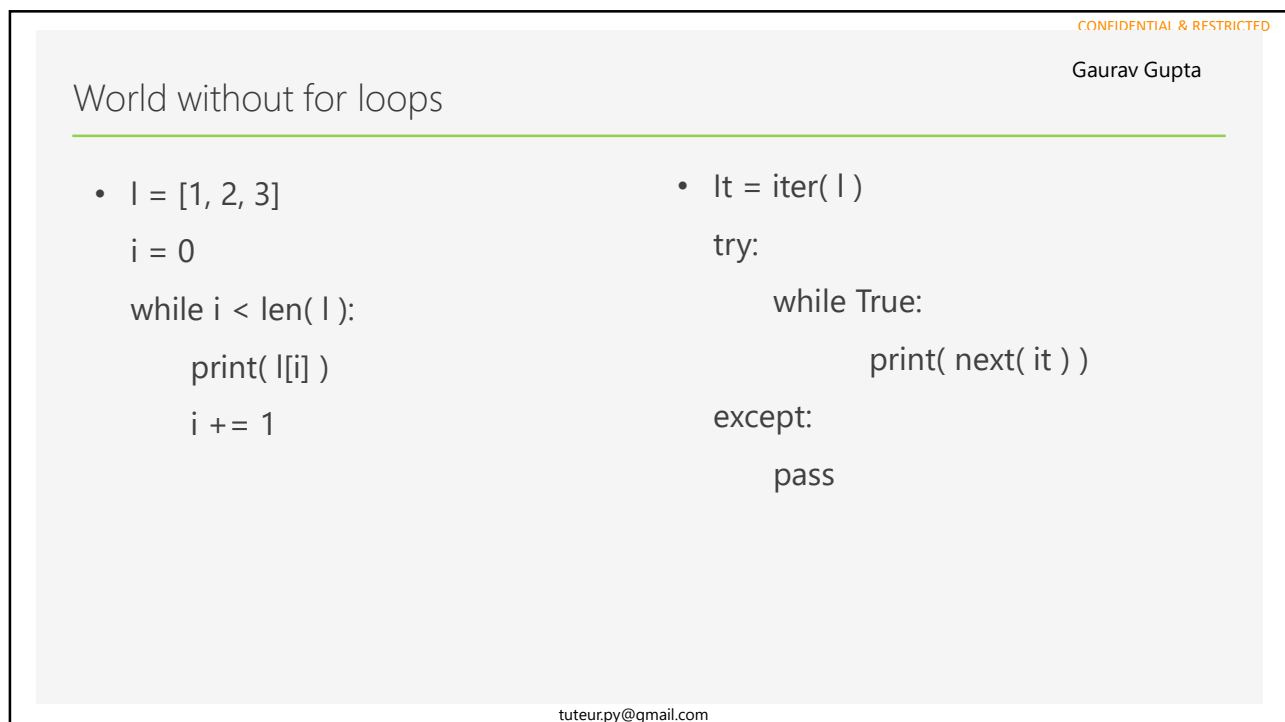 CONFIDENTIAL & RESTRICTED
Gaurav Gupta
World without for loops
• l = [1, 2, 3]
i = 0
while i < len( l ):
print( l[i] )
i += 1
• It = iter( l )
try:
while True:
print( next( it ) )
except:
pass
tuteur.py@gmail.com